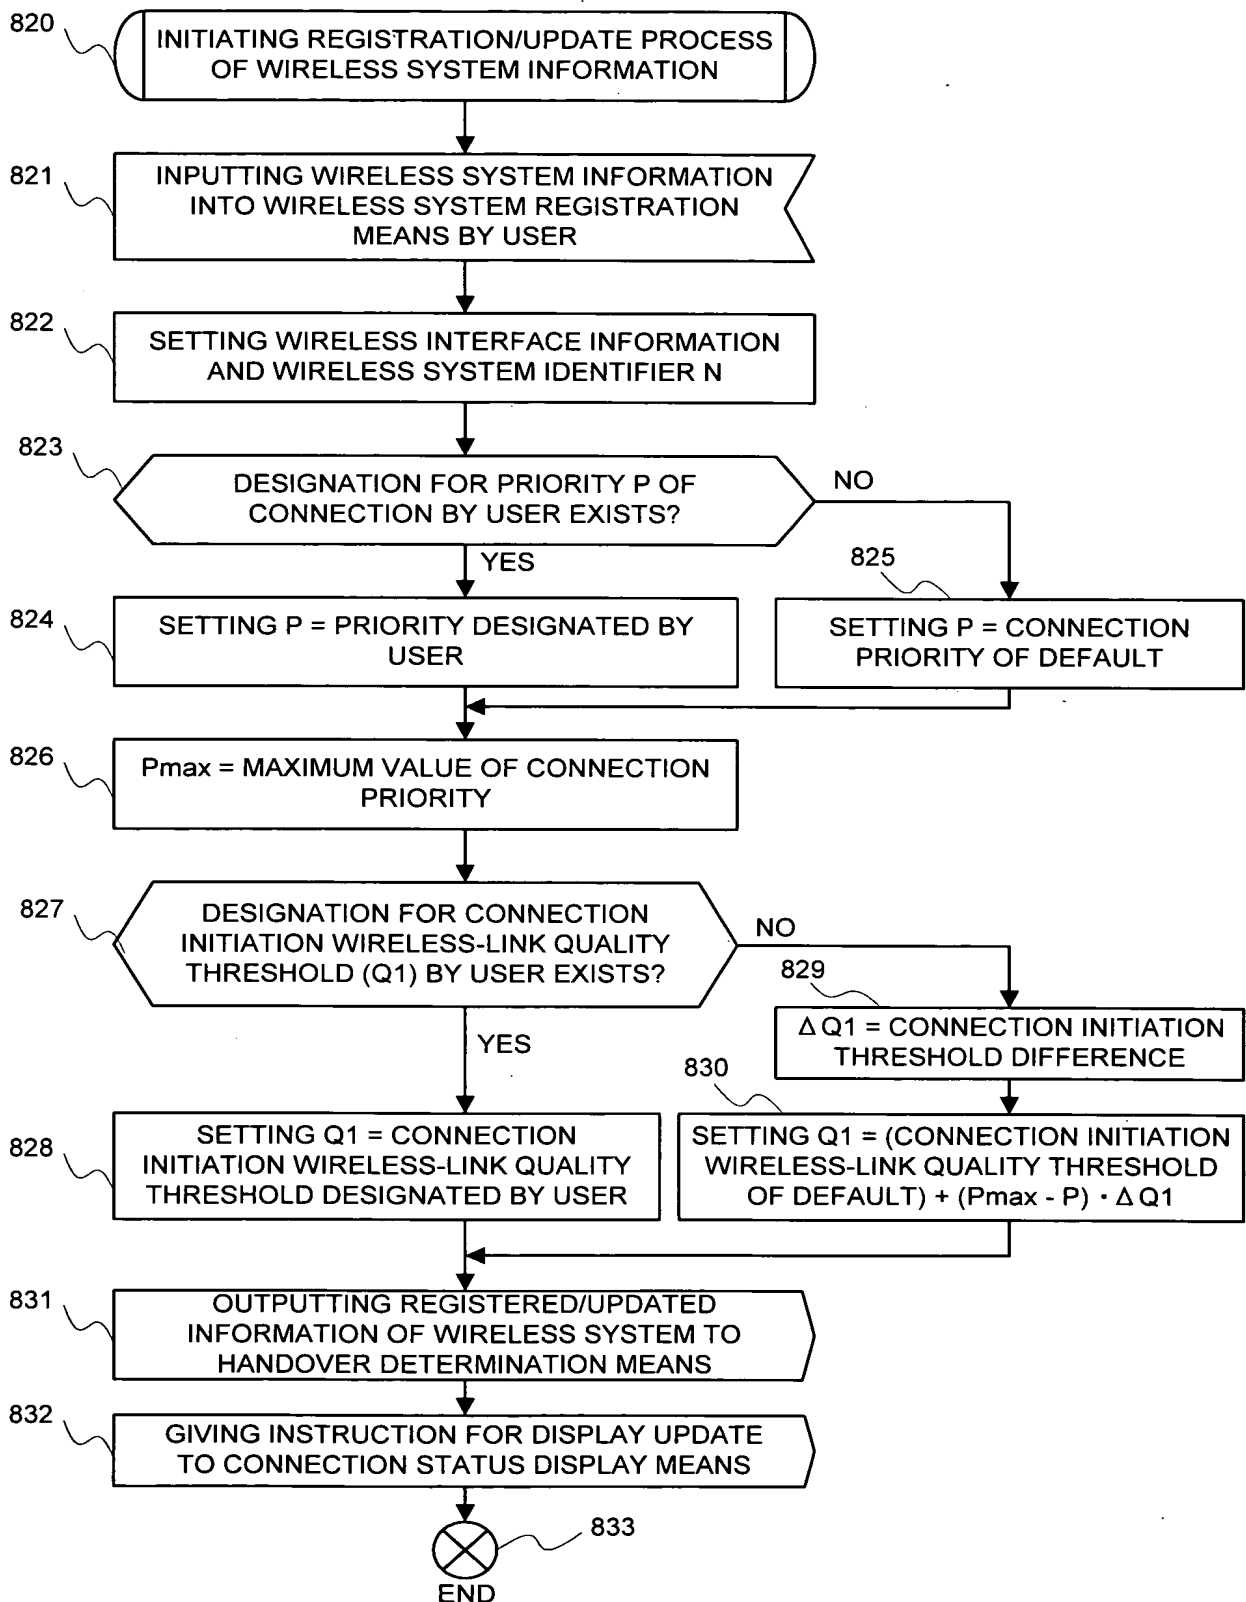 820
INITIATING REGISTRATION/UPDATE PROCESS
OF WIRELESS SYSTEM INFORMATION
821
INPUTTING WIRELESS SYSTEM INFORMATION
INTO WIRELESS SYSTEM REGISTRATION
MEANS BY USER
822
SETTING WIRELESS INTERFACE INFORMATION
AND WIRELESS SYSTEM IDENTIFIER N
823
DESIGNATION FOR PRIORITY P OF
CONNECTION BY USER EXISTS?
NO
YES
824
SETTING P = PRIORITY DESIGNATED BY
USER
825
SETTING P = CONNECTION
PRIORITY OF DEFAULT
826
Pmax = MAXIMUM VALUE OF CONNECTION
PRIORITY
827
DESIGNATION FOR CONNECTION
INITIATION WIRELESS-LINK QUALITY
THRESHOLD (Q1) BY USER EXISTS?
NO
YES
829
Δ Q1 = CONNECTION INITIATION
THRESHOLD DIFFERENCE
828
SETTING Q1 = CONNECTION
INITIATION WIRELESS-LINK QUALITY
THRESHOLD DESIGNATED BY USER
830
SETTING Q1 = (CONNECTION INITIATION
WIRELESS-LINK QUALITY THRESHOLD
OF DEFAULT) + (Pmax - P) · Δ Q1
831
OUTPUTTING REGISTERED/UPDATED
INFORMATION OF WIRELESS SYSTEM TO
HANDOVER DETERMINATION MEANS
832
GIVING INSTRUCTION FOR DISPLAY UPDATE
TO CONNECTION STATUS DISPLAY MEANS
833
END